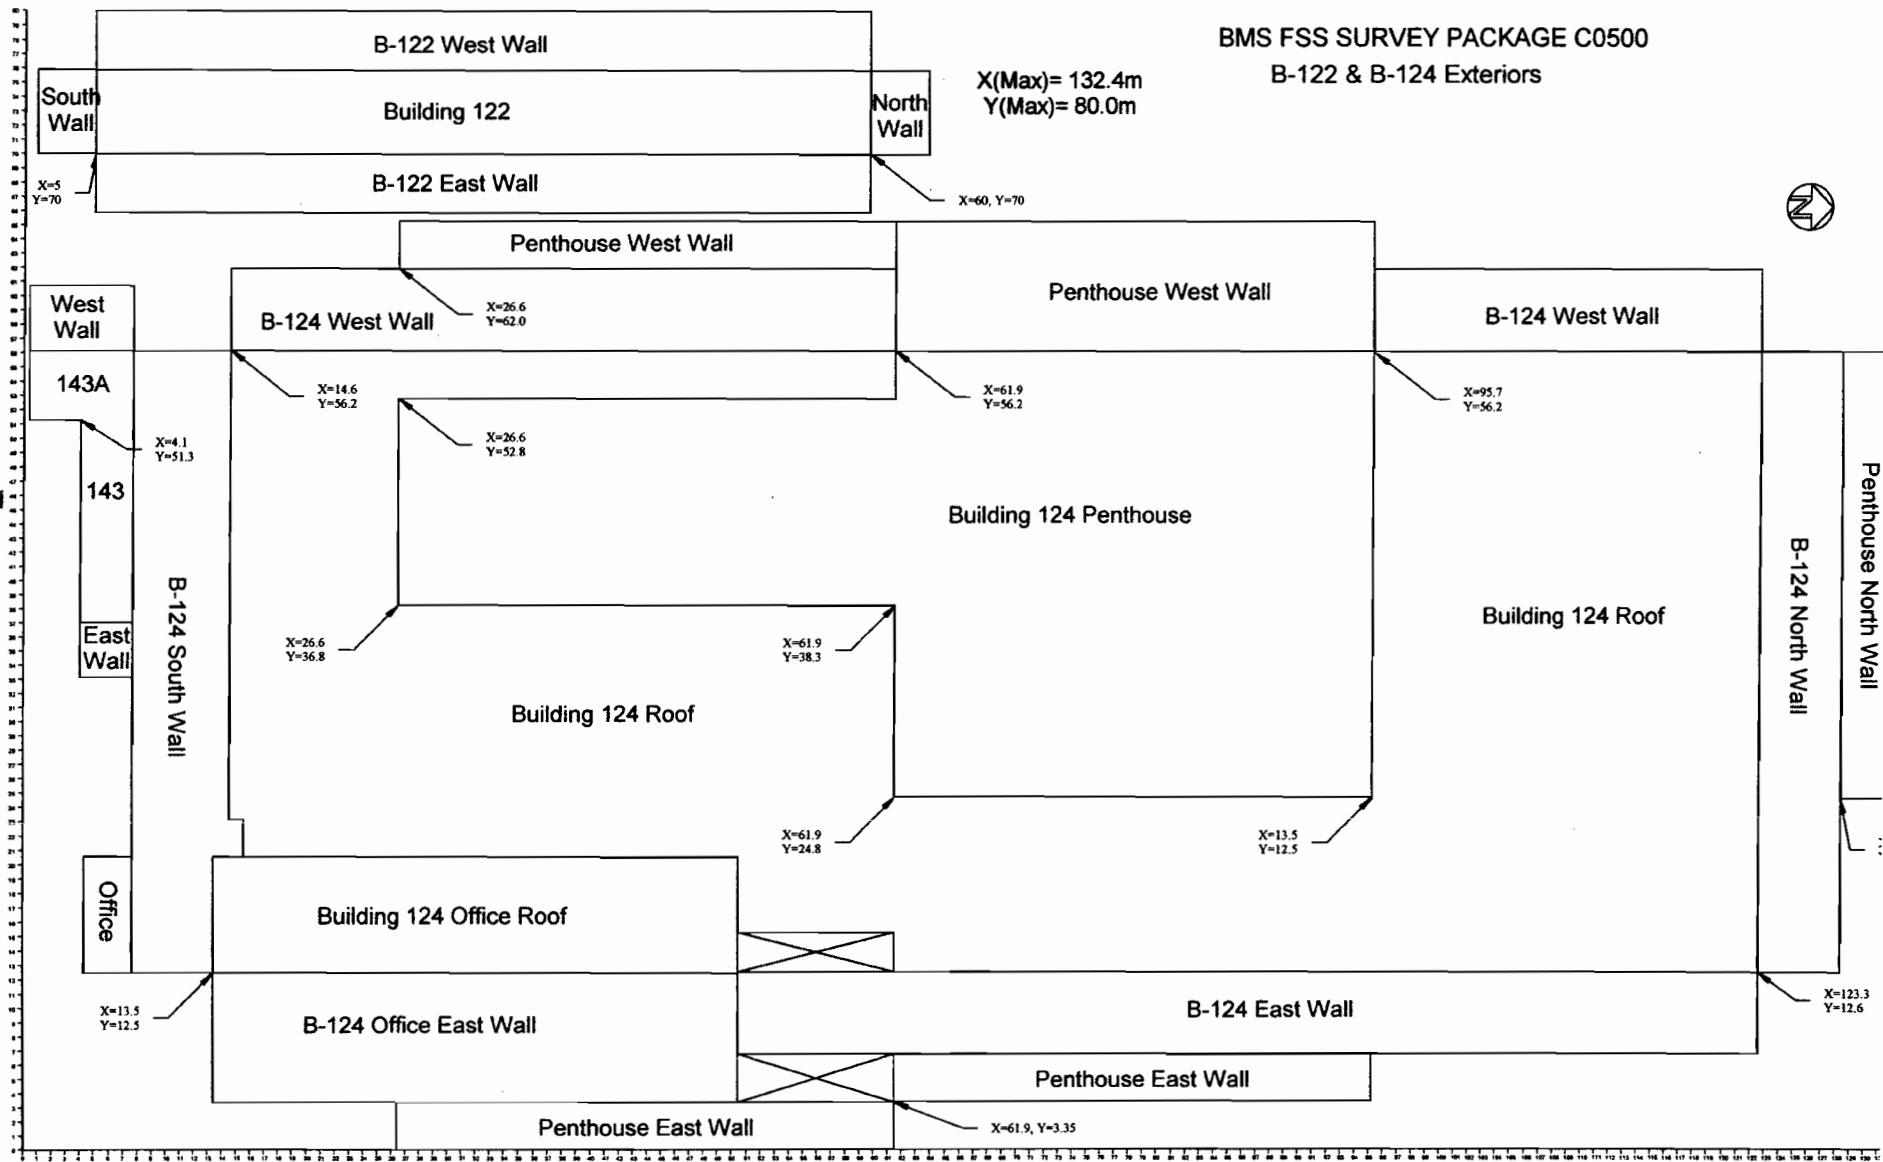 BMS FSS SURVEY PACKAGE C0500
B-122 & B-124 Exteriors
X(Max)= 132.4m
Y(Max)= 80.0m
B-122 West Wall
South
Wall
Building 122
North
Wall
X=5
Y=70
B-122 East Wall
X=60, Y=70
N
Penthouse West Wall
Penthouse West Wall
West
Wall
X=26.6
Y=62.0
B-124 West Wall
B-124 West Wall
143A
X=14.6
Y=56.2
X=61.9
Y=56.2
X=95.7
Y=56.2
X=4.1
Y=51.3
X=26.6
Y=52.8
143
Building 124 Penthouse
Penthouse North Wall
B-124 North Wall
B-124 South Wall
East
Wall
X=26.6
Y=36.8
X=61.9
Y=38.3
Building 124 Roof
Building 124 Roof
X=61.9
Y=24.8
X=13.5
Y=12.5
Office
Building 124 Office Roof
X=13.5
Y=12.5
B-124 Office East Wall
B-124 East Wall
X=123.3
Y=12.6
Penthouse East Wall
Penthouse East Wall
X=61.9, Y=3.35